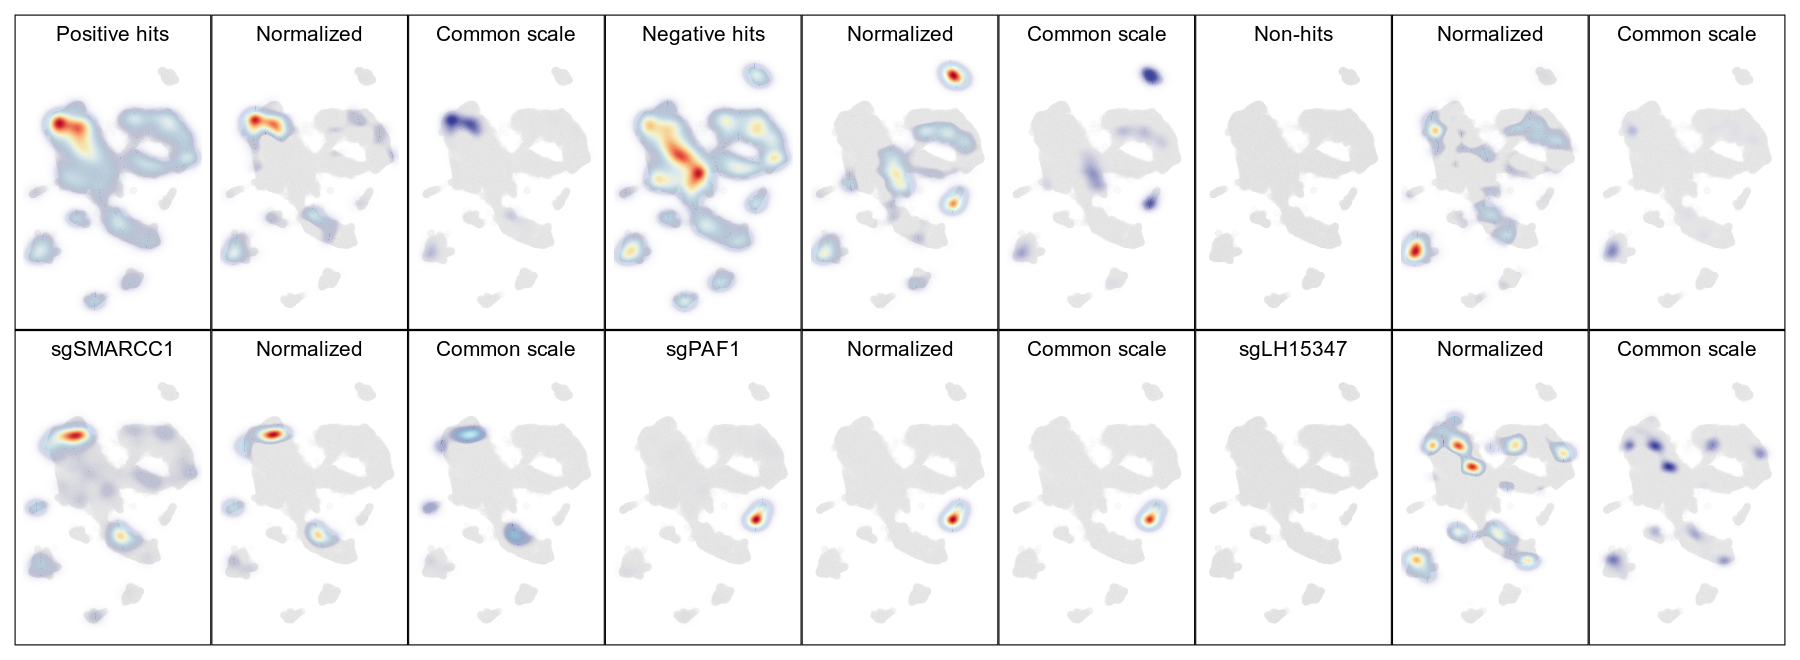 Positive hits
Normalized
Common scale
Negative hits
Normalized
Common scale
Non-hits
Normalized
Common scale
sgSMARCC1
Normalized
Common scale
sgPAF1
Normalized
Common scale
sgLH15347
Normalized
Common scale